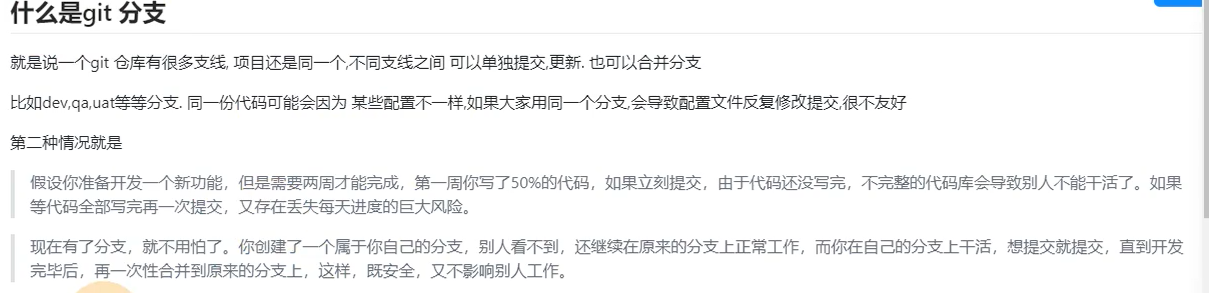 什么是git 分支
就是说一个git 仓库有很多支线, 项目还是同一个,不同支线之间 可以单独提交,更新. 也可以合并分支
比如dev,qa,uat等等分支. 同一份代码可能会因为 某些配置不一样,如果大家用同一个分支,会导致配置文件反复修改提交,很不友好
第二种情况就是
假设你准备开发一个新功能，但是需要两周才能完成，第一周你写了50%的代码，如果立刻提交，由于代码还没写完，不完整的代码库会导致别人不能干活了。如果
等代码全部写完再一次提交，又存在丢失每天进度的巨大风险。
现在有了分支，就不用怕了。你创建了一个属于你自己的分支，别人看不到，还继续在原来的分支上正常工作，而你在自己的分支上干活，想提交就提交，直到开发
完毕后，再一次性合并到原来的分支上，这样，既安全，又不影响别人工作。